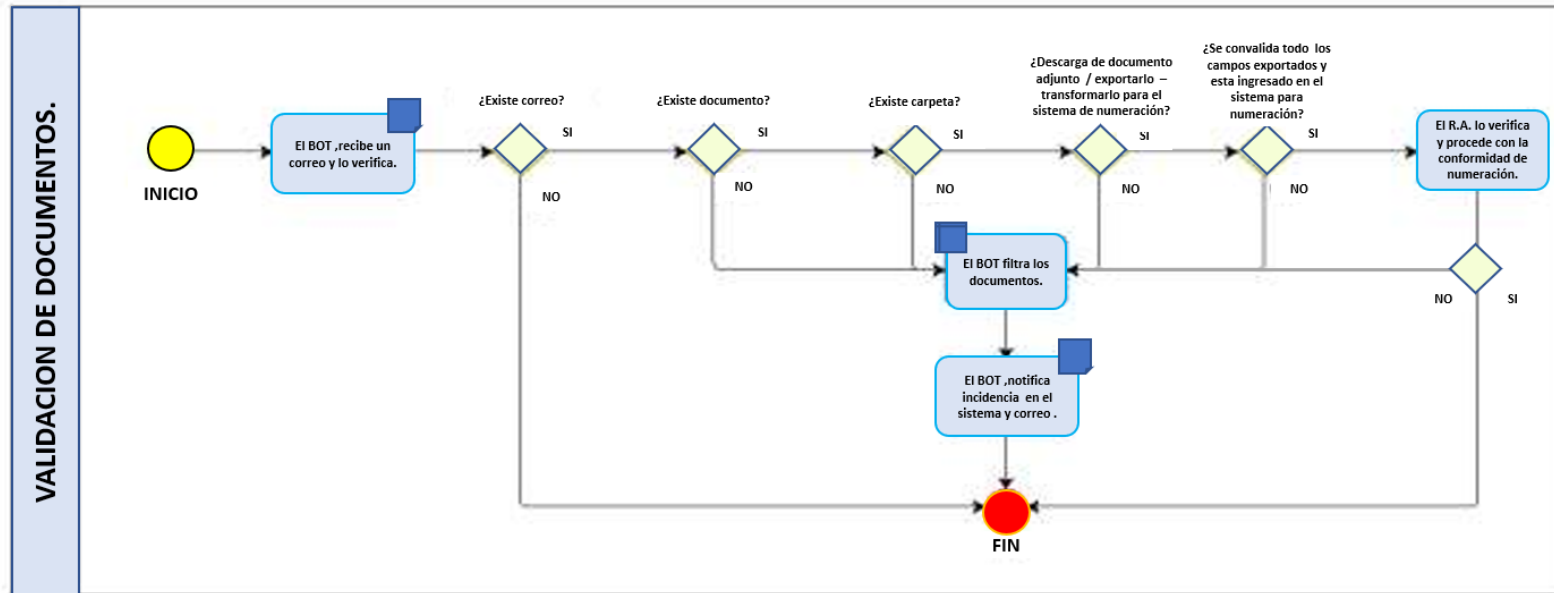 VALIDACION DE DOCUMENTOS.
INICIO
El BOT ,recibe un
correo y lo verifica.
¿Existe correo?
SI
NO
¿Existe documento?
SI
NO
¿Existe carpeta?
SI
NO
¿Descarga de documento
adjunto / exportarlo –
transformarlo para el
sistema de numeración?
SI
NO
¿Se convalida todo los
campos exportados y
esta ingresado en el
sistema para
numeración?
SI
NO
El R.A. lo verifica
y procede con la
conformidad de
numeración.
NO
SI
El BOT filtra los
documentos.
El BOT ,notifica
incidencia en el
sistema y correo .
FIN